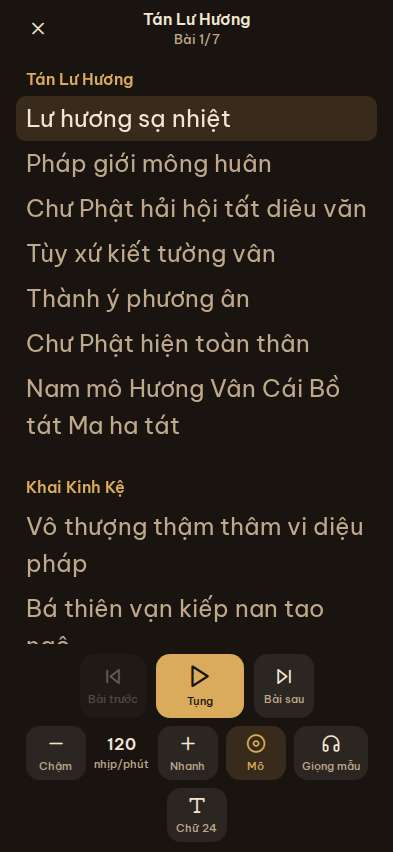 Tán Lư Hương
Bài 1/7
Tán Lư Hương
Lư hương sạ nhiệt
Pháp giới mông huân
Chư Phật hải hội tất diêu văn
Tùy xứ kiết tường vân
Thành ý phương ân
Chư Phật hiện toàn thân
Nam mô Hương Vân Cái Bồ
tát Ma ha tát
Khai Kinh Kệ
Vô thượng thậm thâm vi diệu
pháp
Bá thiên vạn kiếp nan tao
Bài trước
Tụng
Bài sau
Chậm
120
nhịp/phút
Nhanh
Mõ
Giọng mẫu
Chữ 24